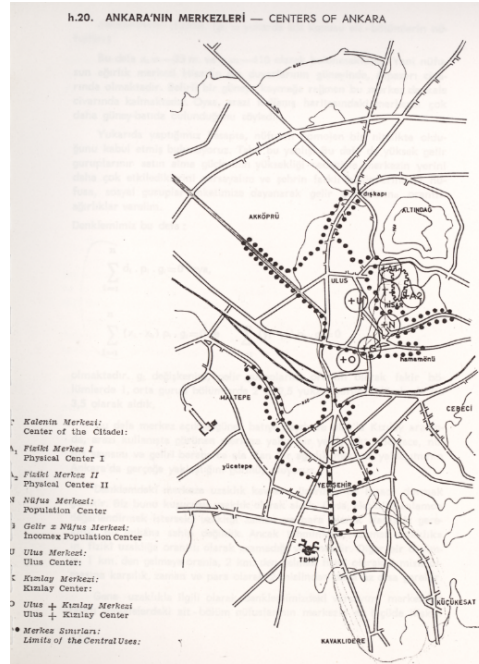 h.20. ANKARA'NIN MERKEZLERİ — CENTERS OF ANKARA
dışkapı
AKKÖPRÜ
ALTINDAĞ
ULUS
+U
+A2
HİSAR
+N
+G
+O
hamamönü
MALTEPE
CEBECİ
+K
yücetepe
YENİŞEHİR
TBMM
KÜÇÜKESAT
KAVAKLIDERE
Kalenin Merkezi:
Center of the Citadel:
Fiziki Merkez I
Physical Center I
Fiziki Merkez II
Physical Center II
N Nüfus Merkezi:
Population Center
G Gelir x Nüfus Merkezi:
İncomex Population Center
U Ulus Merkezi:
Ulus Center:
K Kızılay Merkezi:
Kızılay Center:
O Ulus + Kızılay Merkezi
Ulus + Kızılay Center
Merkez Sınırları:
Limits of the Central Uses: